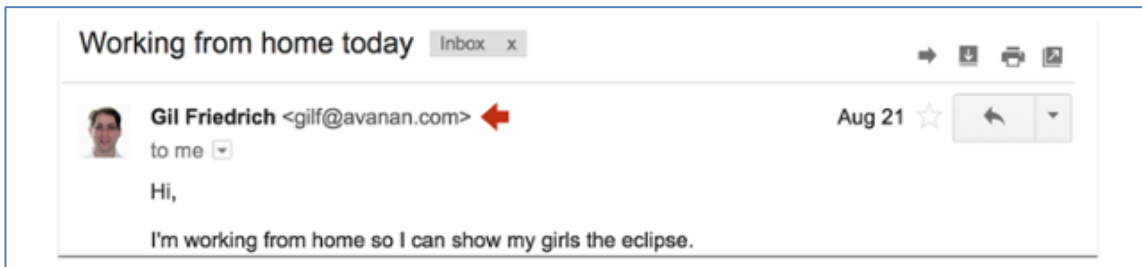 Working from home today Inbox x
Gil Friedrich <gilf@avanan.com> Aug 21
to me
Hi,
I'm working from home so I can show my girls the eclipse.